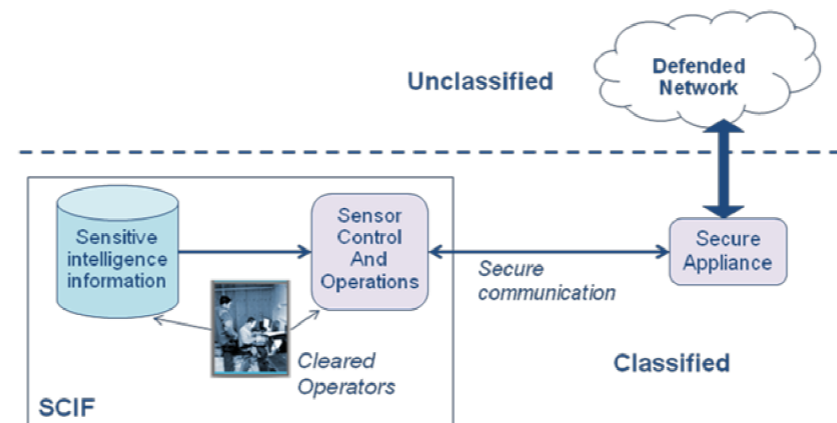 Unclassified
Defended
Network
Sensitive
intelligence
information
Sensor
Control
And
Operations
Secure
communication
Secure
Appliance
Cleared
Operators
Classified
SCIF